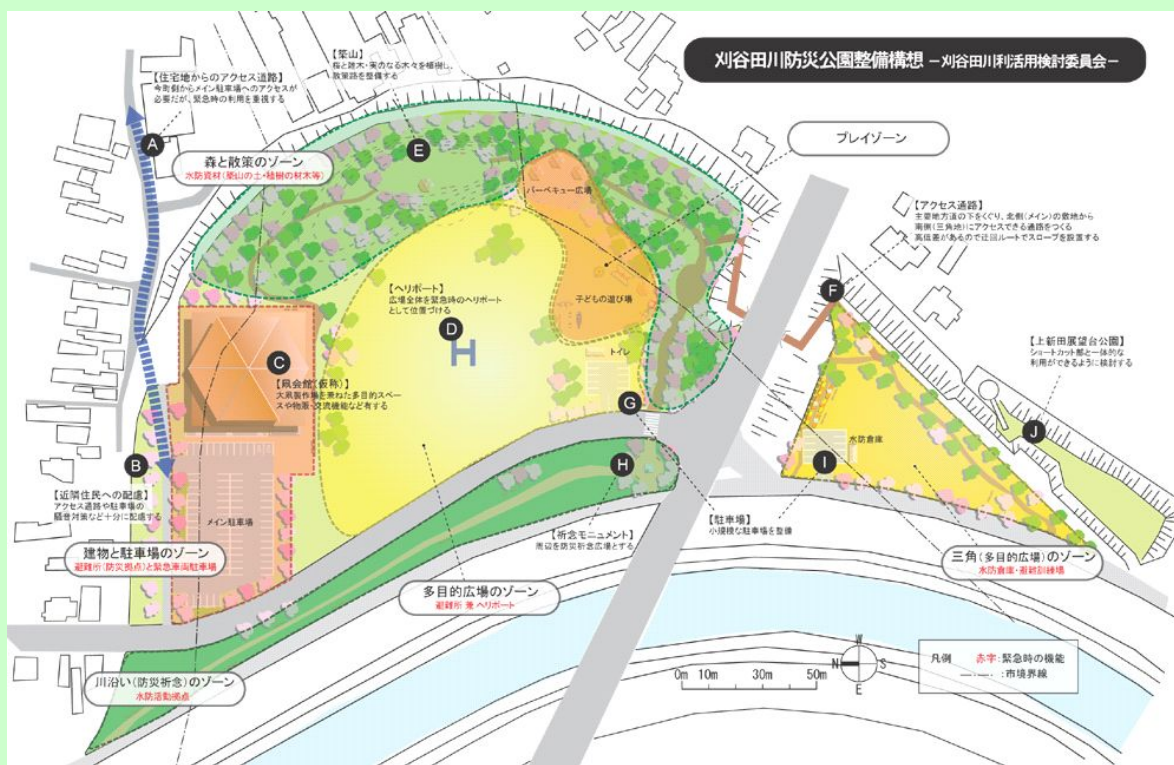 刈谷田川防災公園整備構想 －刈谷田川利活用検討委員会－
【築山】
桜と雑木・実のなる木々を植樹し、
散策路を整備する
【住宅地からのアクセス道路】
今町側からメイン駐車場へのアクセスが
必要だが、緊急時の利用を重視する
プレイゾーン
A
E
森と散策のゾーン
水防資材(築山の土・植樹の材木等)
バーベキュー広場
【アクセス通路】
主要地方道の下をくぐり、北側(メイン)の敷地から
南側(三角地)にアクセスできる通路をつくる
高低差があるので迂回ルートでスロープを設置する
【ヘリポート】
広場全体を緊急時のヘリポート
として位置づける
子どもの遊び場
F
D
H
【上新田展望台公園】
ショートカット部と一体的な
利用ができるように検討する
トイレ
C
【凧会館(仮称)】
大凧製作場を兼ねた多目的スペー
スや物販・交流機能など有する
G
J
水防倉庫
B
H
I
【近隣住民への配慮】
アクセス通路や駐車場の
騒音対策など十分に配慮する
メイン駐車場
【祈念モニュメント】
周辺を防災祈念広場とする
【駐車場】
小規模な駐車場を整備
建物と駐車場のゾーン
避難所(防災拠点)と緊急車両駐車場
三角(多目的広場)のゾーン
水防倉庫・避難訓練場
多目的広場のゾーン
避難所 兼 ヘリポート
川沿い(防災祈念)のゾーン
水防活動拠点
W
N
S
E
0m 10m 30m 50m
凡例 赤字:緊急時の機能
:市境界線